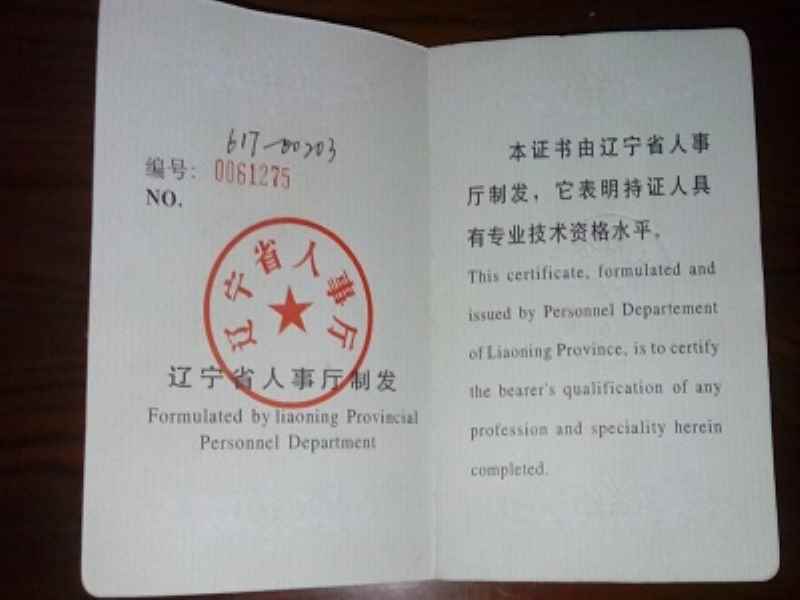 617-00203
编号: 0061275
NO.
辽宁省人事厅
辽宁省人事厅制发
Formulated by liaoning Provincial
Personnel Department
本证书由辽宁省人事
厅制发，它表明持证人具
有专业技术资格水平。
This certificate, formulated and
issued by Personnel Departement
of Liaoning Province, is to certify
the bearer's qualification of any
profession and speciality herein
completed.